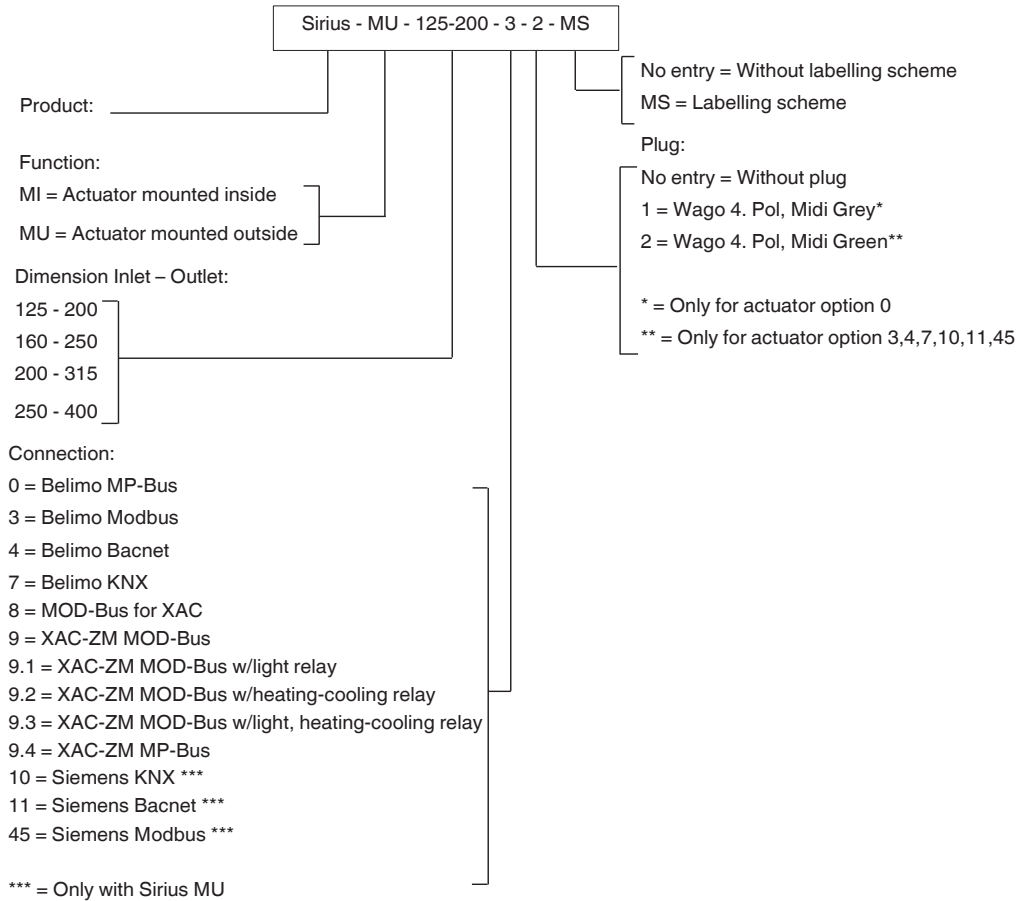 Sirius - MU - 125-200 - 3 - 2 - MS
Product:
Function:
MI = Actuator mounted inside
MU = Actuator mounted outside
Dimension Inlet – Outlet:
125 - 200
160 - 250
200 - 315
250 - 400
Connection:
0 = Belimo MP-Bus
3 = Belimo Modbus
4 = Belimo Bacnet
7 = Belimo KNX
8 = MOD-Bus for XAC
9 = XAC-ZM MOD-Bus
9.1 = XAC-ZM MOD-Bus w/light relay
9.2 = XAC-ZM MOD-Bus w/heating-cooling relay
9.3 = XAC-ZM MOD-Bus w/light, heating-cooling relay
9.4 = XAC-ZM MP-Bus
10 = Siemens KNX ***
11 = Siemens Bacnet ***
45 = Siemens Modbus ***
*** = Only with Sirius MU
No entry = Without labelling scheme
MS = Labelling scheme
Plug:
No entry = Without plug
1 = Wago 4. Pol, Midi Grey*
2 = Wago 4. Pol, Midi Green**
* = Only for actuator option 0
** = Only for actuator option 3,4,7,10,11,45